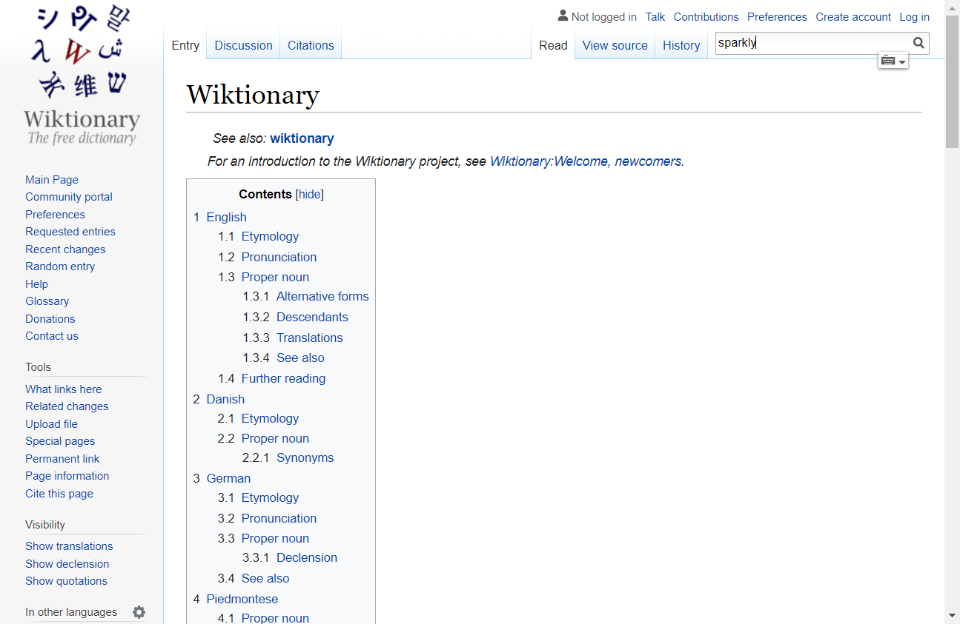 Wiktionary
The free dictionary
Main Page
Community portal
Preferences
Requested entries
Recent changes
Random entry
Help
Glossary
Donations
Contact us
Tools
What links here
Related changes
Upload file
Special pages
Permanent link
Page information
Cite this page
Visibility
Show translations
Show declension
Show quotations
In other languages
Not logged in Talk Contributions Preferences Create account Log in
Entry Discussion Citations Read View source History sparkly
Wiktionary
See also: wiktionary
For an introduction to the Wiktionary project, see Wiktionary:Welcome, newcomers.
Contents [hide]
1 English
1.1 Etymology
1.2 Pronunciation
1.3 Proper noun
1.3.1 Alternative forms
1.3.2 Descendants
1.3.3 Translations
1.3.4 See also
1.4 Further reading
2 Danish
2.1 Etymology
2.2 Proper noun
2.2.1 Synonyms
3 German
3.1 Etymology
3.2 Pronunciation
3.3 Proper noun
3.3.1 Declension
3.4 See also
4 Piedmontese
4.1 Proper noun